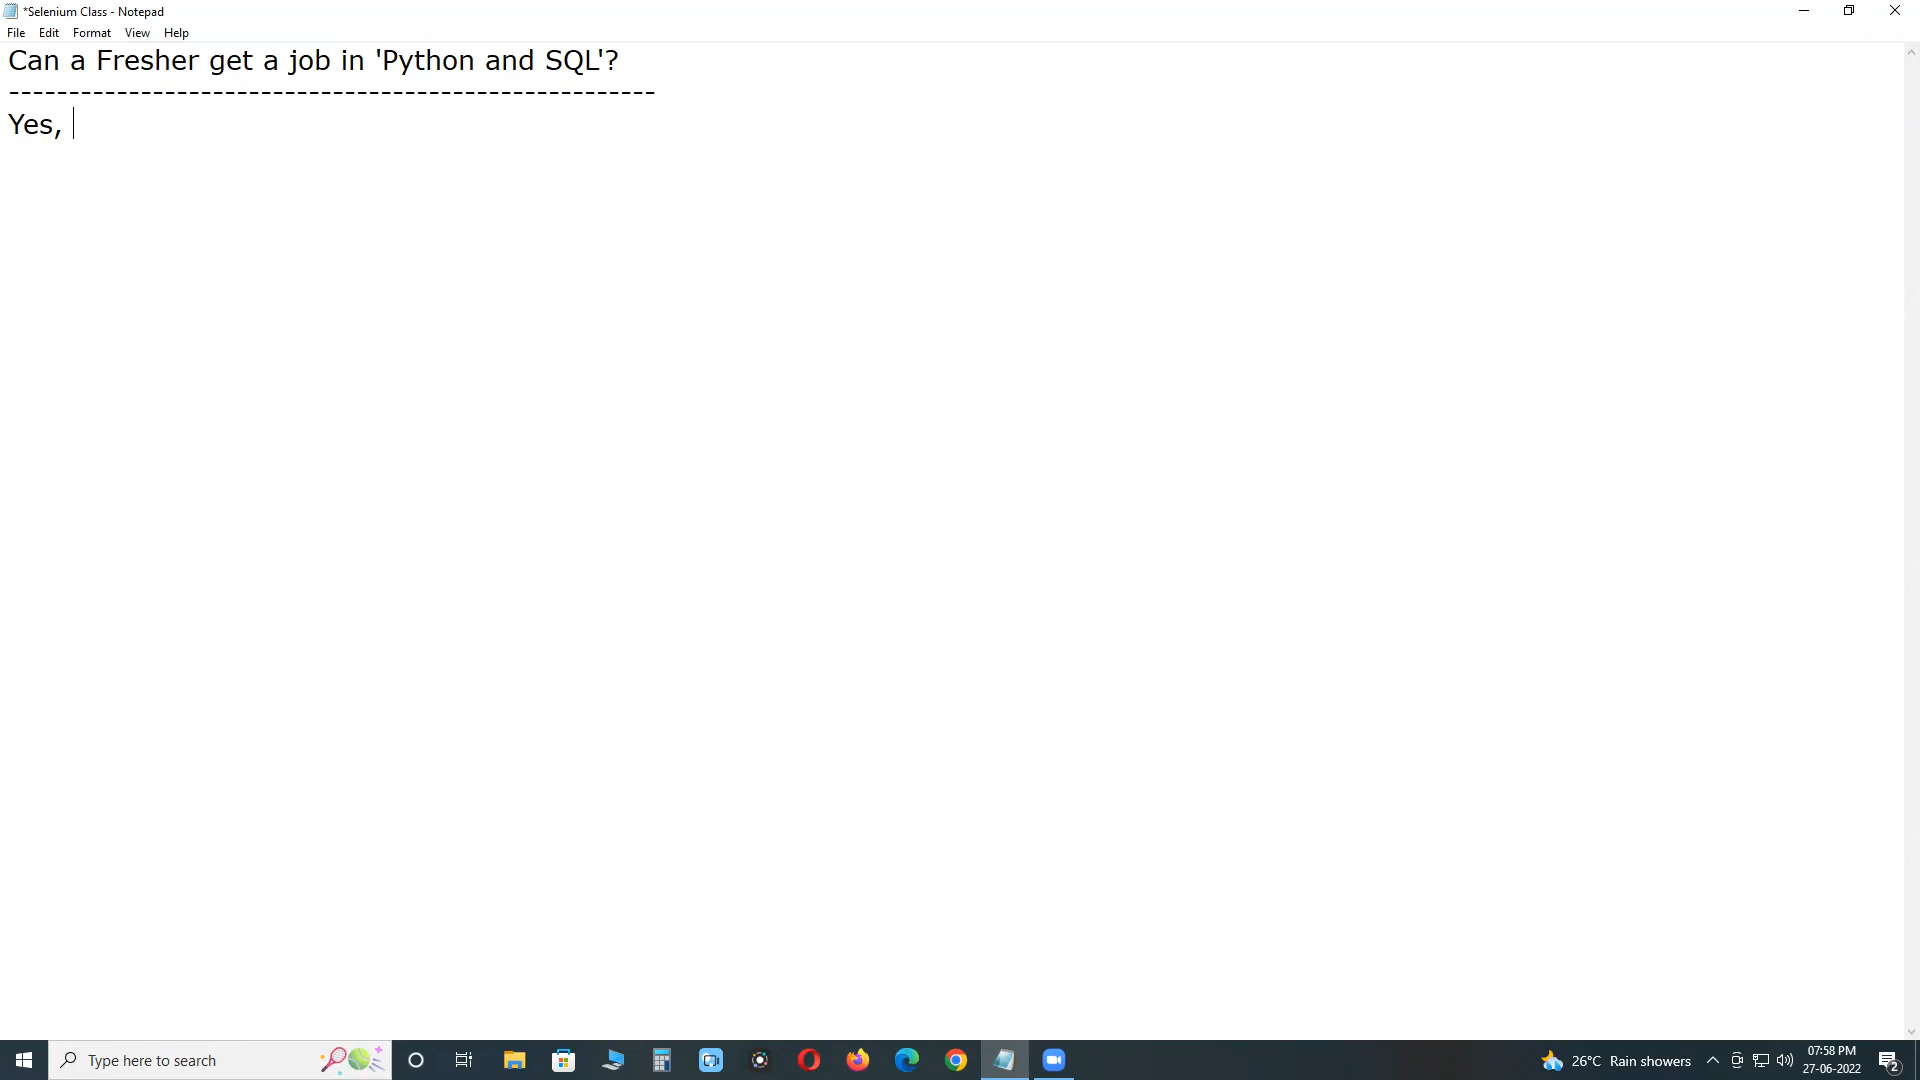 *Selenium Class - Notepad
File Edit Format View Help
Can a Fresher get a job in 'Python and SQL'?
------------------------------------------------------
Yes,
Type here to search
26°C Rain showers
07:58 PM
27-06-2022
2